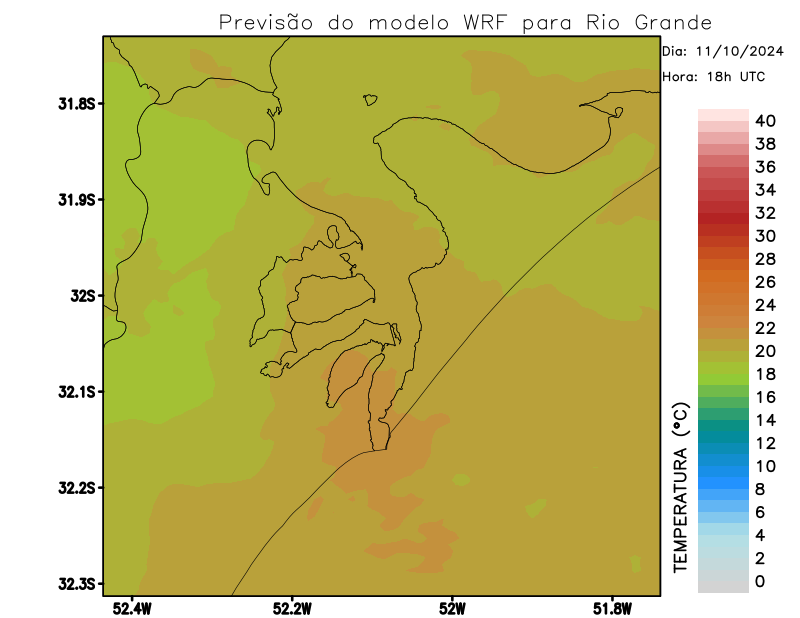 Previsão do modelo WRF para Rio Grande
Dia: 11/10/2024
Hora: 18h UTC
31.8S
31.9S
32S
32.1S
32.2S
32.3S
52.4W
52.2W
52W
51.8W
TEMPERATURA (°C)
40
38
36
34
32
30
28
26
24
22
20
18
16
14
12
10
8
6
4
2
0